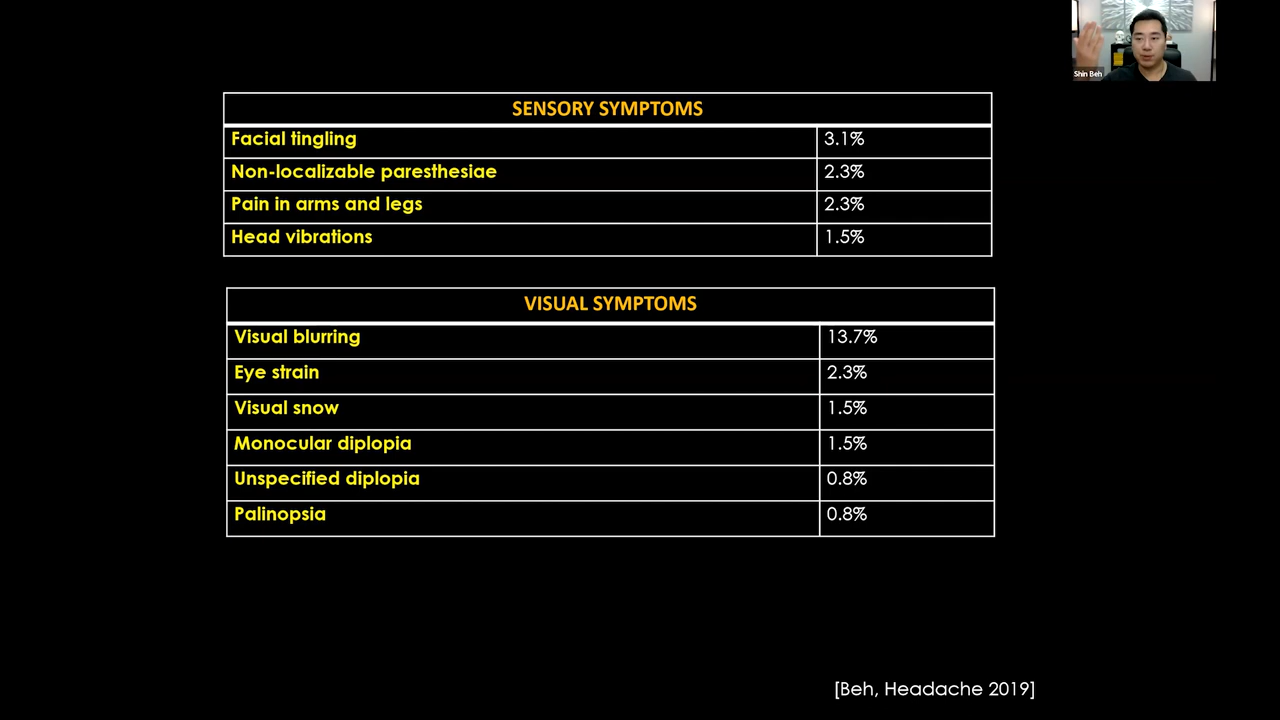 Shin Beh
SENSORY SYMPTOMS
Facial tingling 3.1%
Non-localizable paresthesiae 2.3%
Pain in arms and legs 2.3%
Head vibrations 1.5%
VISUAL SYMPTOMS
Visual blurring 13.7%
Eye strain 2.3%
Visual snow 1.5%
Monocular diplopia 1.5%
Unspecified diplopia 0.8%
Palinopsia 0.8%
[Beh, Headache 2019]